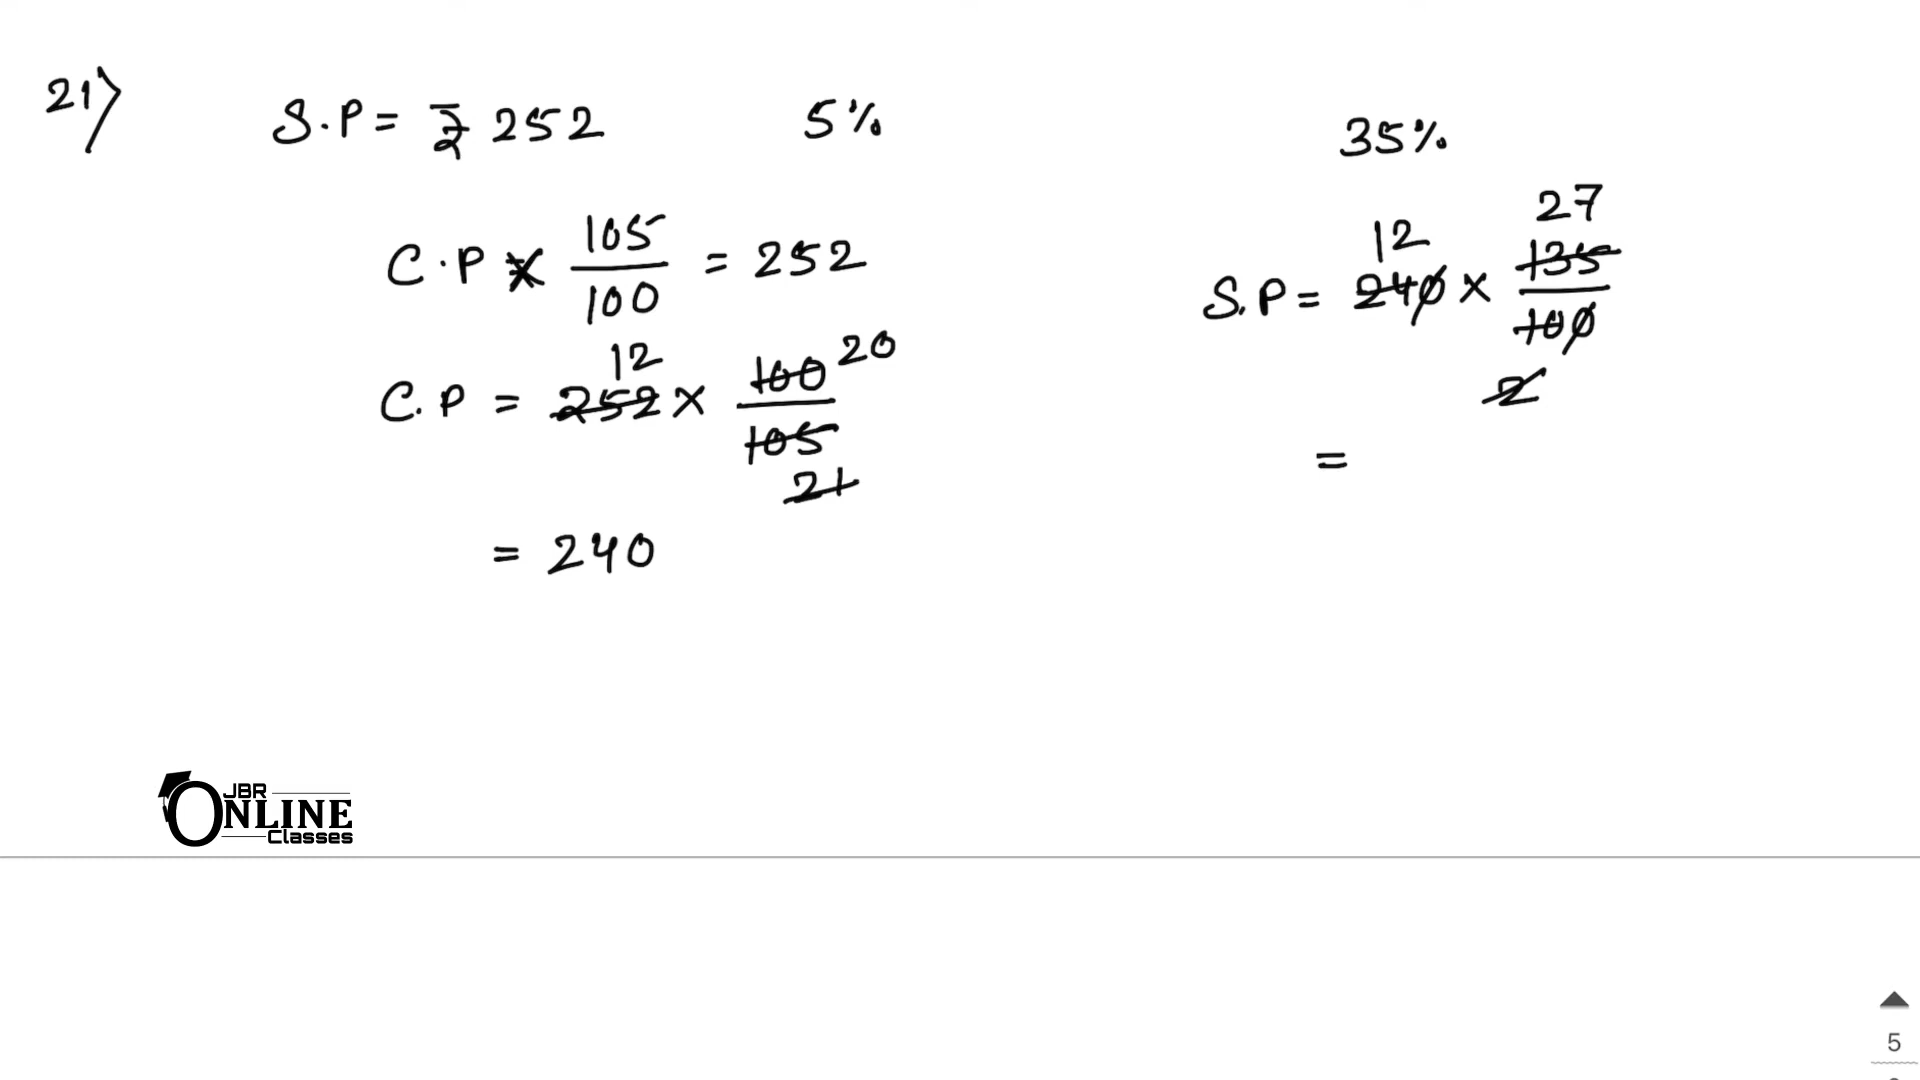 21)
S.P = ₹ 252 5%
C.P × 105/100 = 252
12
C.P = 252 × 100/105 20
21
= 240
35%
27
12
S.P = 240 × 135/100
2
=
JBR
ONLINE
Classes
5